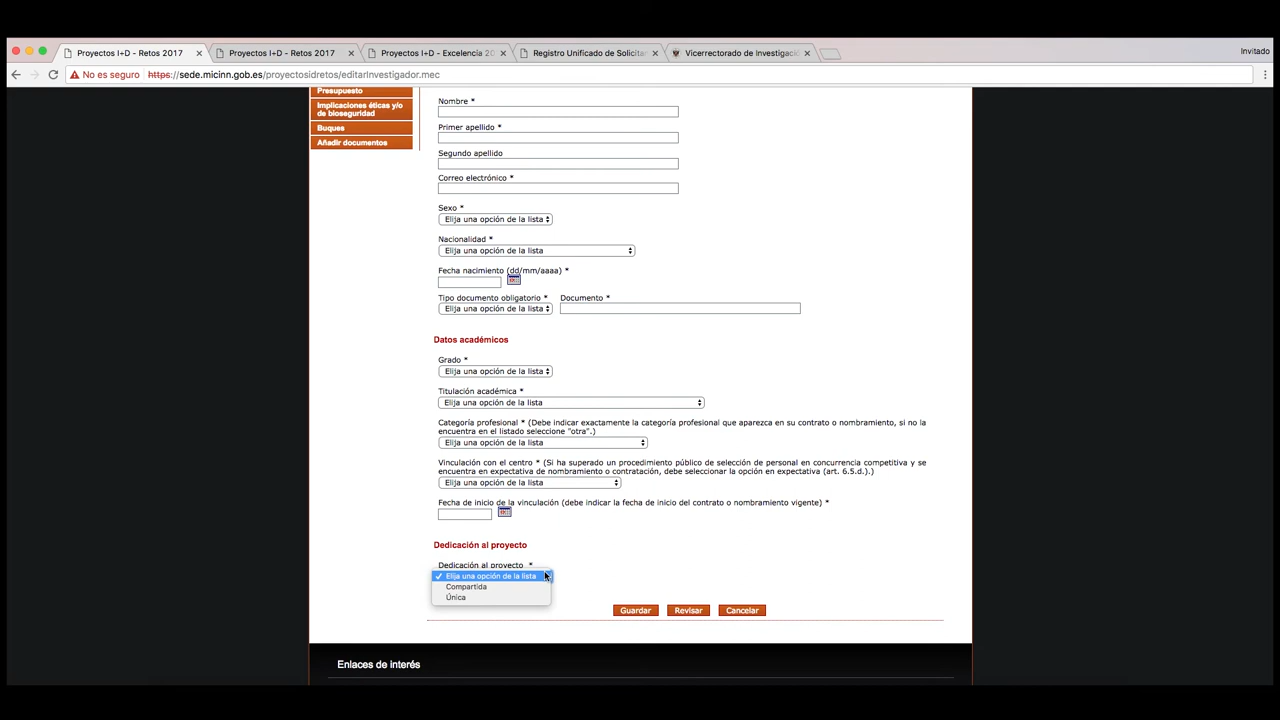 Proyectos I+D - Retos 2017
Proyectos I+D - Retos 2017
Proyectos I+D - Excelencia 20
Registro Unificado de Solicitan
Vicerrectorado de Investigació
Invitado
No es seguro
https://sede.micinn.gob.es/proyectosidretos/editarInvestigador.mec
Presupuesto
Implicaciones éticas y/o
de bioseguridad
Buques
Añadir documentos
Nombre *
Primer apellido *
Segundo apellido
Correo electrónico *
Sexo *
Elija una opción de la lista
Nacionalidad *
Elija una opción de la lista
Fecha nacimiento (dd/mm/aaaa) *
Tipo documento obligatorio * Documento *
Elija una opción de la lista
Datos académicos
Grado *
Elija una opción de la lista
Titulación académica *
Elija una opción de la lista
Categoría profesional * (Debe indicar exactamente la categoría profesional que aparezca en su contrato o nombramiento, si no la
encuentra en el listado seleccione "otra".)
Elija una opción de la lista
Vinculación con el centro * (Si ha superado un procedimiento público de selección de personal en concurrencia competitiva y se
encuentra en expectativa de nombramiento o contratación, debe seleccionar la opción en expectativa (art. 6.5.d).)
Elija una opción de la lista
Fecha de inicio de la vinculación (debe indicar la fecha de inicio del contrato o nombramiento vigente) *
Dedicación al proyecto
Dedicación al proyecto *
Elija una opción de la lista
Compartida
Única
Guardar Revisar Cancelar
Enlaces de interés